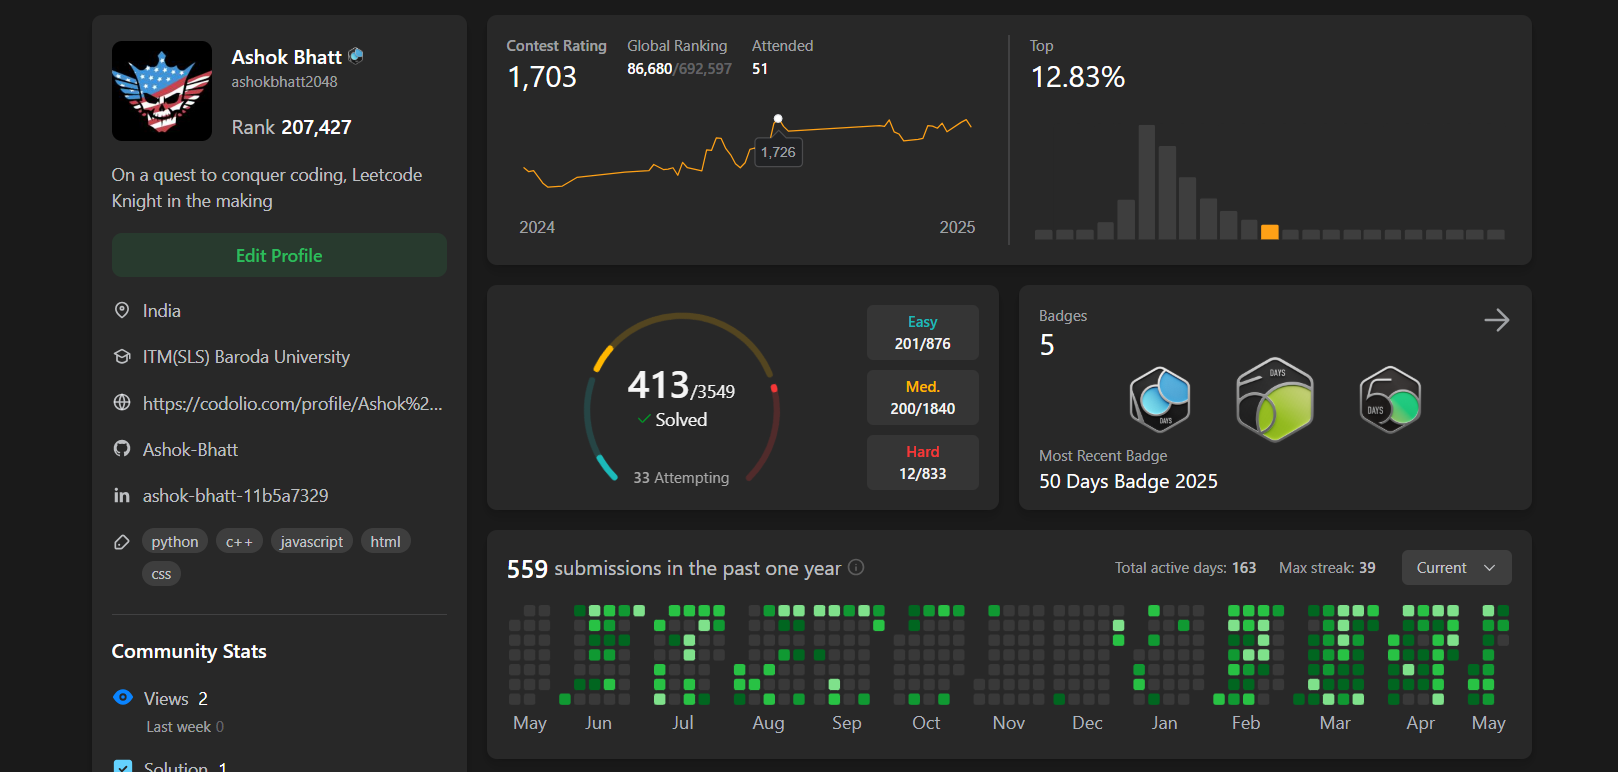 Ashok Bhatt
ashokbhatt2048
Rank 207,427
On a quest to conquer coding, Leetcode
Knight in the making
Edit Profile
India
ITM(SLS) Baroda University
https://codolio.com/profile/Ashok%2...
Ashok-Bhatt
ashok-bhatt-11b5a7329
python c++ javascript html
css
Community Stats
Views 2
Last week 0
Solution 1
Contest Rating Global Ranking Attended
1,703 86,680/692,597 51
1,726
2024 2025
Top
12.83%
413/3549
Solved
33 Attempting
Easy
201/876
Med.
200/1840
Hard
12/833
Badges
5
DAYS
DAYS
50
DAYS
Most Recent Badge
50 Days Badge 2025
559 submissions in the past one year Total active days: 163 Max streak: 39 Current
May Jun Jul Aug Sep Oct Nov Dec Jan Feb Mar Apr May